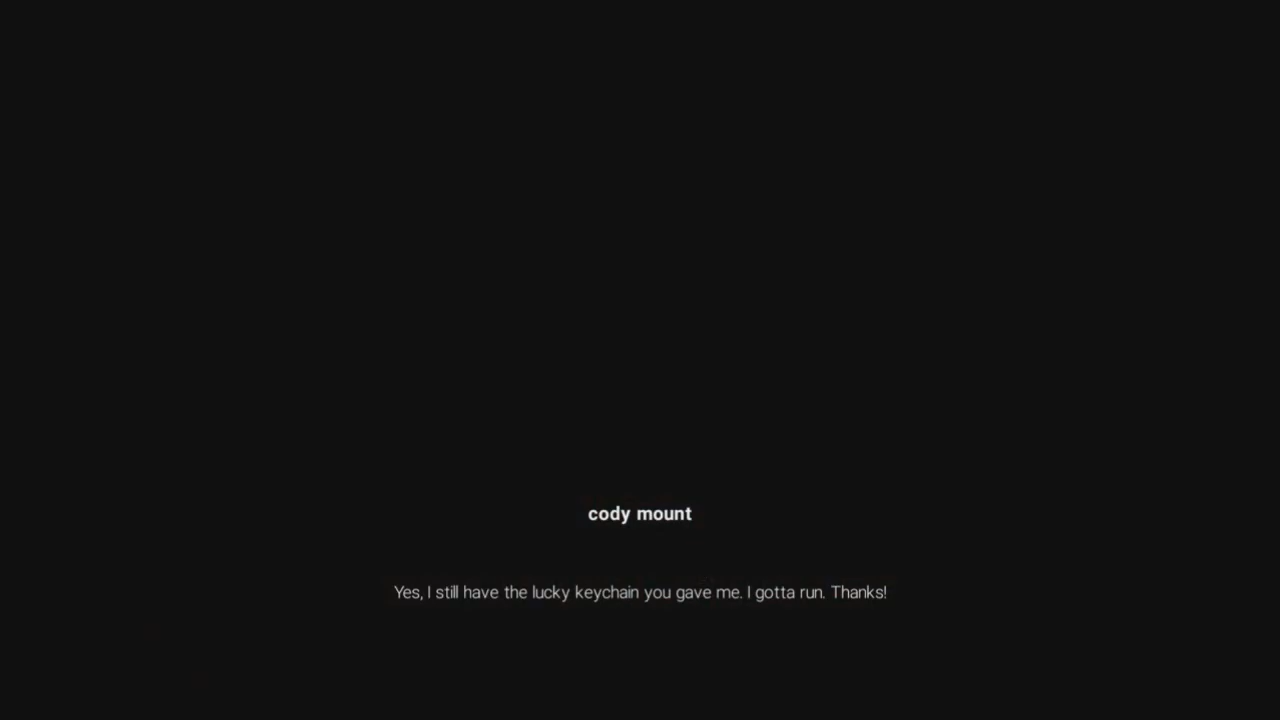 cody mount
Yes, I still have the lucky keychain you gave me. I gotta run. Thanks!